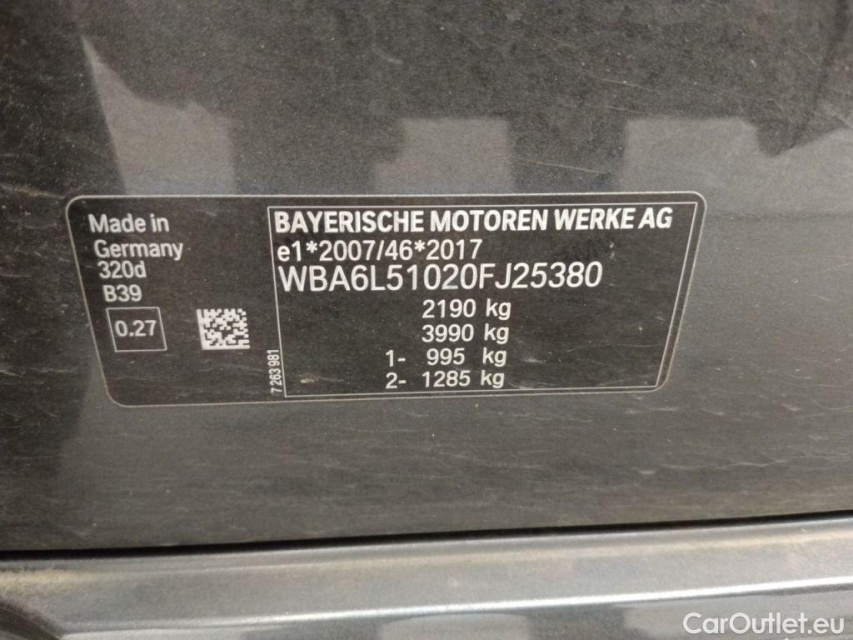 Made in
Germany
320d
B39
0.27
7 263 981
BAYERISCHE MOTOREN WERKE AG
e1*2007/46*2017
WBA6L51020FJ25380
2190 kg
3990 kg
1- 995 kg
2- 1285 kg
CarOutlet.eu